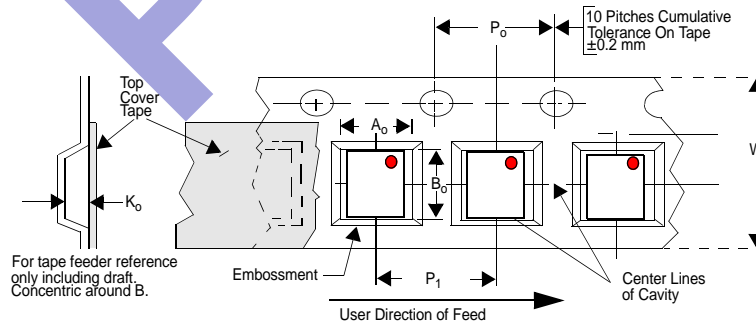 10 Pitches Cumulative
Tolerance On Tape
±0.2 mm
Po
Top
Cover
Tape
Ao
W
Bo
Ko
For tape feeder reference
only including draft.
Concentric around B.
Embossment
P1
Center Lines
of Cavity
User Direction of Feed